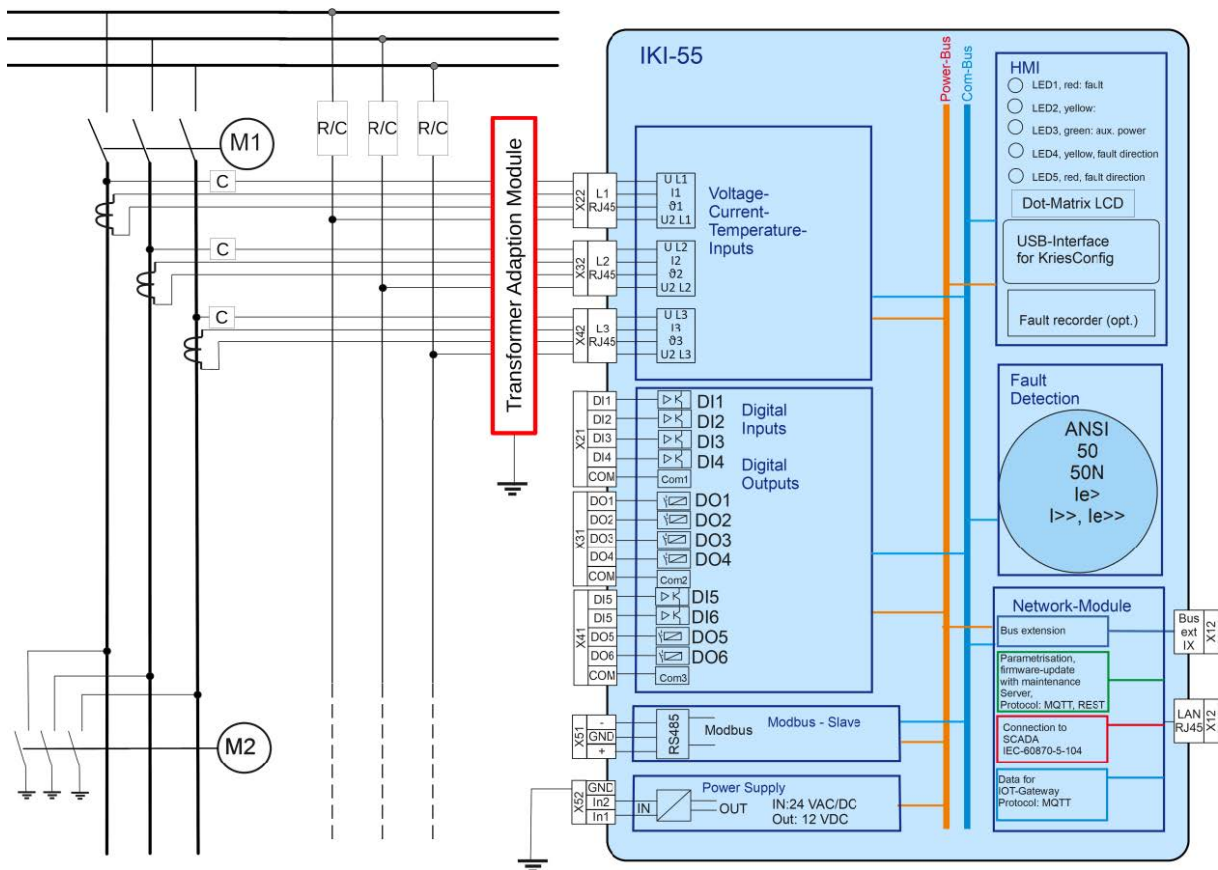 IKI-55
Power-Bus
Com-Bus
HMI
LED1, red: fault
LED2, yellow:
LED3, green: aux. power
LED4, yellow, fault direction
LED5, red, fault direction
Dot-Matrix LCD
USB-Interface
for KriesConfig
Fault recorder (opt.)
R/C
R/C
R/C
M1
C
C
C
Transformer Adaption Module
X22
L1
RJ45
U L1
I1
ϑ1
U2 L1
X32
L2
RJ45
U L2
I2
ϑ2
U2 L2
X42
L3
RJ45
U L3
I3
ϑ3
U2 L3
Voltage-
Current-
Temperature-
Inputs
Fault
Detection
ANSI
50
50N
Ie>
I>>, Ie>>
X21
DI1
DI2
DI3
DI4
COM
Com1
DI1
DI2
DI3
DI4
Digital
Inputs
Digital
Outputs
X31
DO1
DO2
DO3
DO4
COM
Com2
DO1
DO2
DO3
DO4
X41
DI5
DI5
DO5
DO6
COM
Com3
DI5
DI6
DO5
DO6
Network-Module
Bus extension
Bus
ext
IX
X12
Parametrisation,
firmware-update
with maintenance
Server,
Protocol: MQTT, REST
Connection to
SCADA
IEC-60870-5-104
LAN
RJ45
X12
Data for
IOT-Gateway
Protocol: MQTT
M2
X51
-
GND
+
RS485
Modbus
Modbus - Slave
X52
GND
In2
In1
IN
OUT
Power Supply
IN:24 VAC/DC
Out: 12 VDC